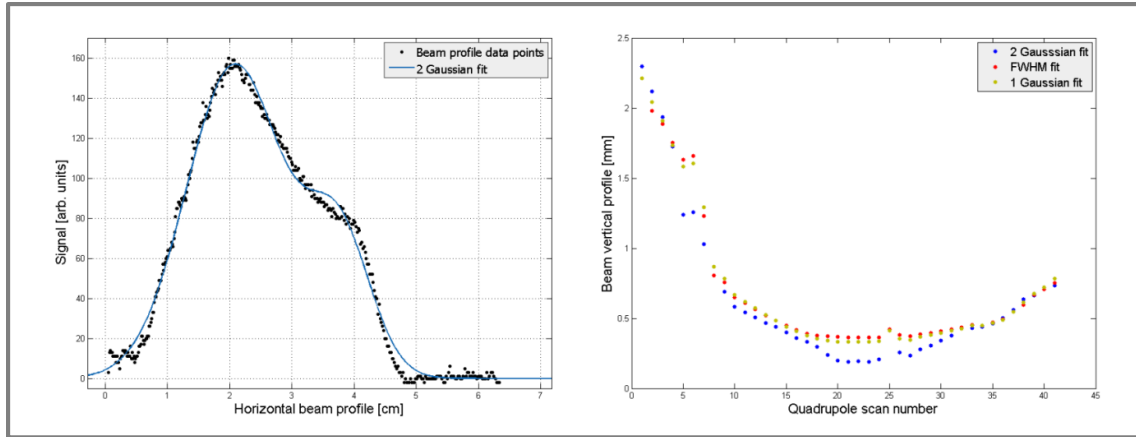 160
140
120
100
80
60
40
20
0
Signal [arb. units]
Beam profile data points
2 Gaussian fit
0 1 2 3 4 5 6 7
Horizontal beam profile [cm]
2.5
2
1.5
1
0.5
0
Beam vertical profile [mm]
2 Gausssian fit
FWHM fit
1 Gaussian fit
0 5 10 15 20 25 30 35 40 45
Quadrupole scan number